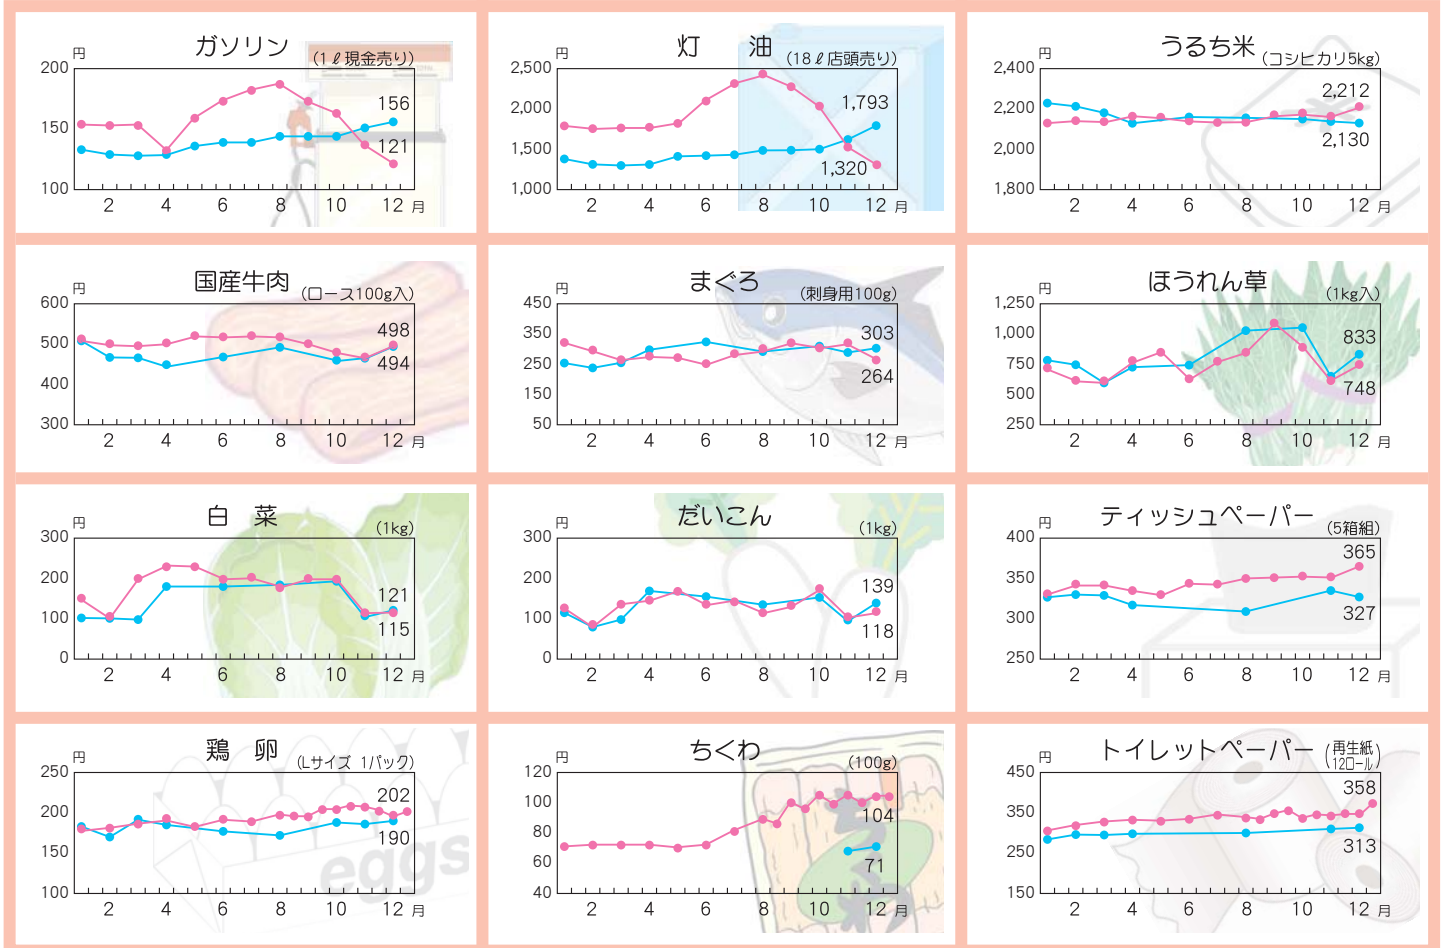 ガソリン
円
(1ℓ現金売り)
200
150
100
156
121
2 4 6 8 10 12 月
灯 油
円
(18ℓ店頭売り)
2,500
2,000
1,500
1,000
1,793
1,320
2 4 6 8 10 12 月
うるち米
円
(コシヒカリ5kg)
2,400
2,200
2,000
1,800
2,212
2,130
2 4 6 8 10 12 月
国産牛肉
円
(ロース100g入)
600
500
400
300
498
494
2 4 6 8 10 12 月
まぐろ
円
(刺身用100g)
450
350
250
150
50
303
264
2 4 6 8 10 12 月
ほうれん草
円
(1kg入)
1,250
1,000
750
500
250
833
748
2 4 6 8 10 12 月
白 菜
円
(1kg)
300
200
100
0
121
115
2 4 6 8 10 12 月
だいこん
円
(1kg)
300
200
100
0
139
118
2 4 6 8 10 12 月
ティッシュペーパー
円
(5箱組)
400
350
300
250
365
327
2 4 6 8 10 12 月
鶏 卵
円
(Lサイズ 1パック)
250
200
150
100
202
190
eggs
2 4 6 8 10 12 月
ちくわ
円
(100g)
120
100
80
60
40
104
71
2 4 6 8 10 12 月
トイレットペーパー
円
(再生紙
12ロール)
450
350
250
150
358
313
2 4 6 8 10 12 月